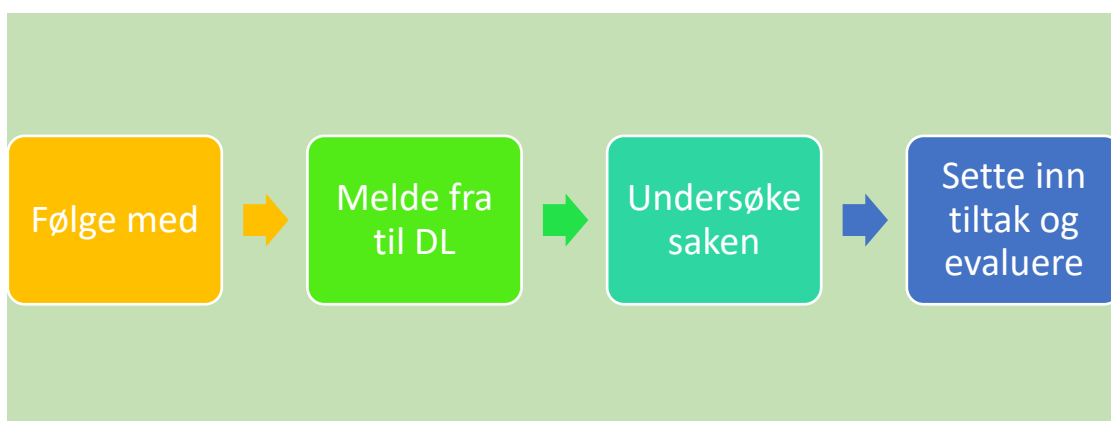 Følge med
Melde fra
til DL
Undersøke
saken
Sette inn
tiltak og
evaluere